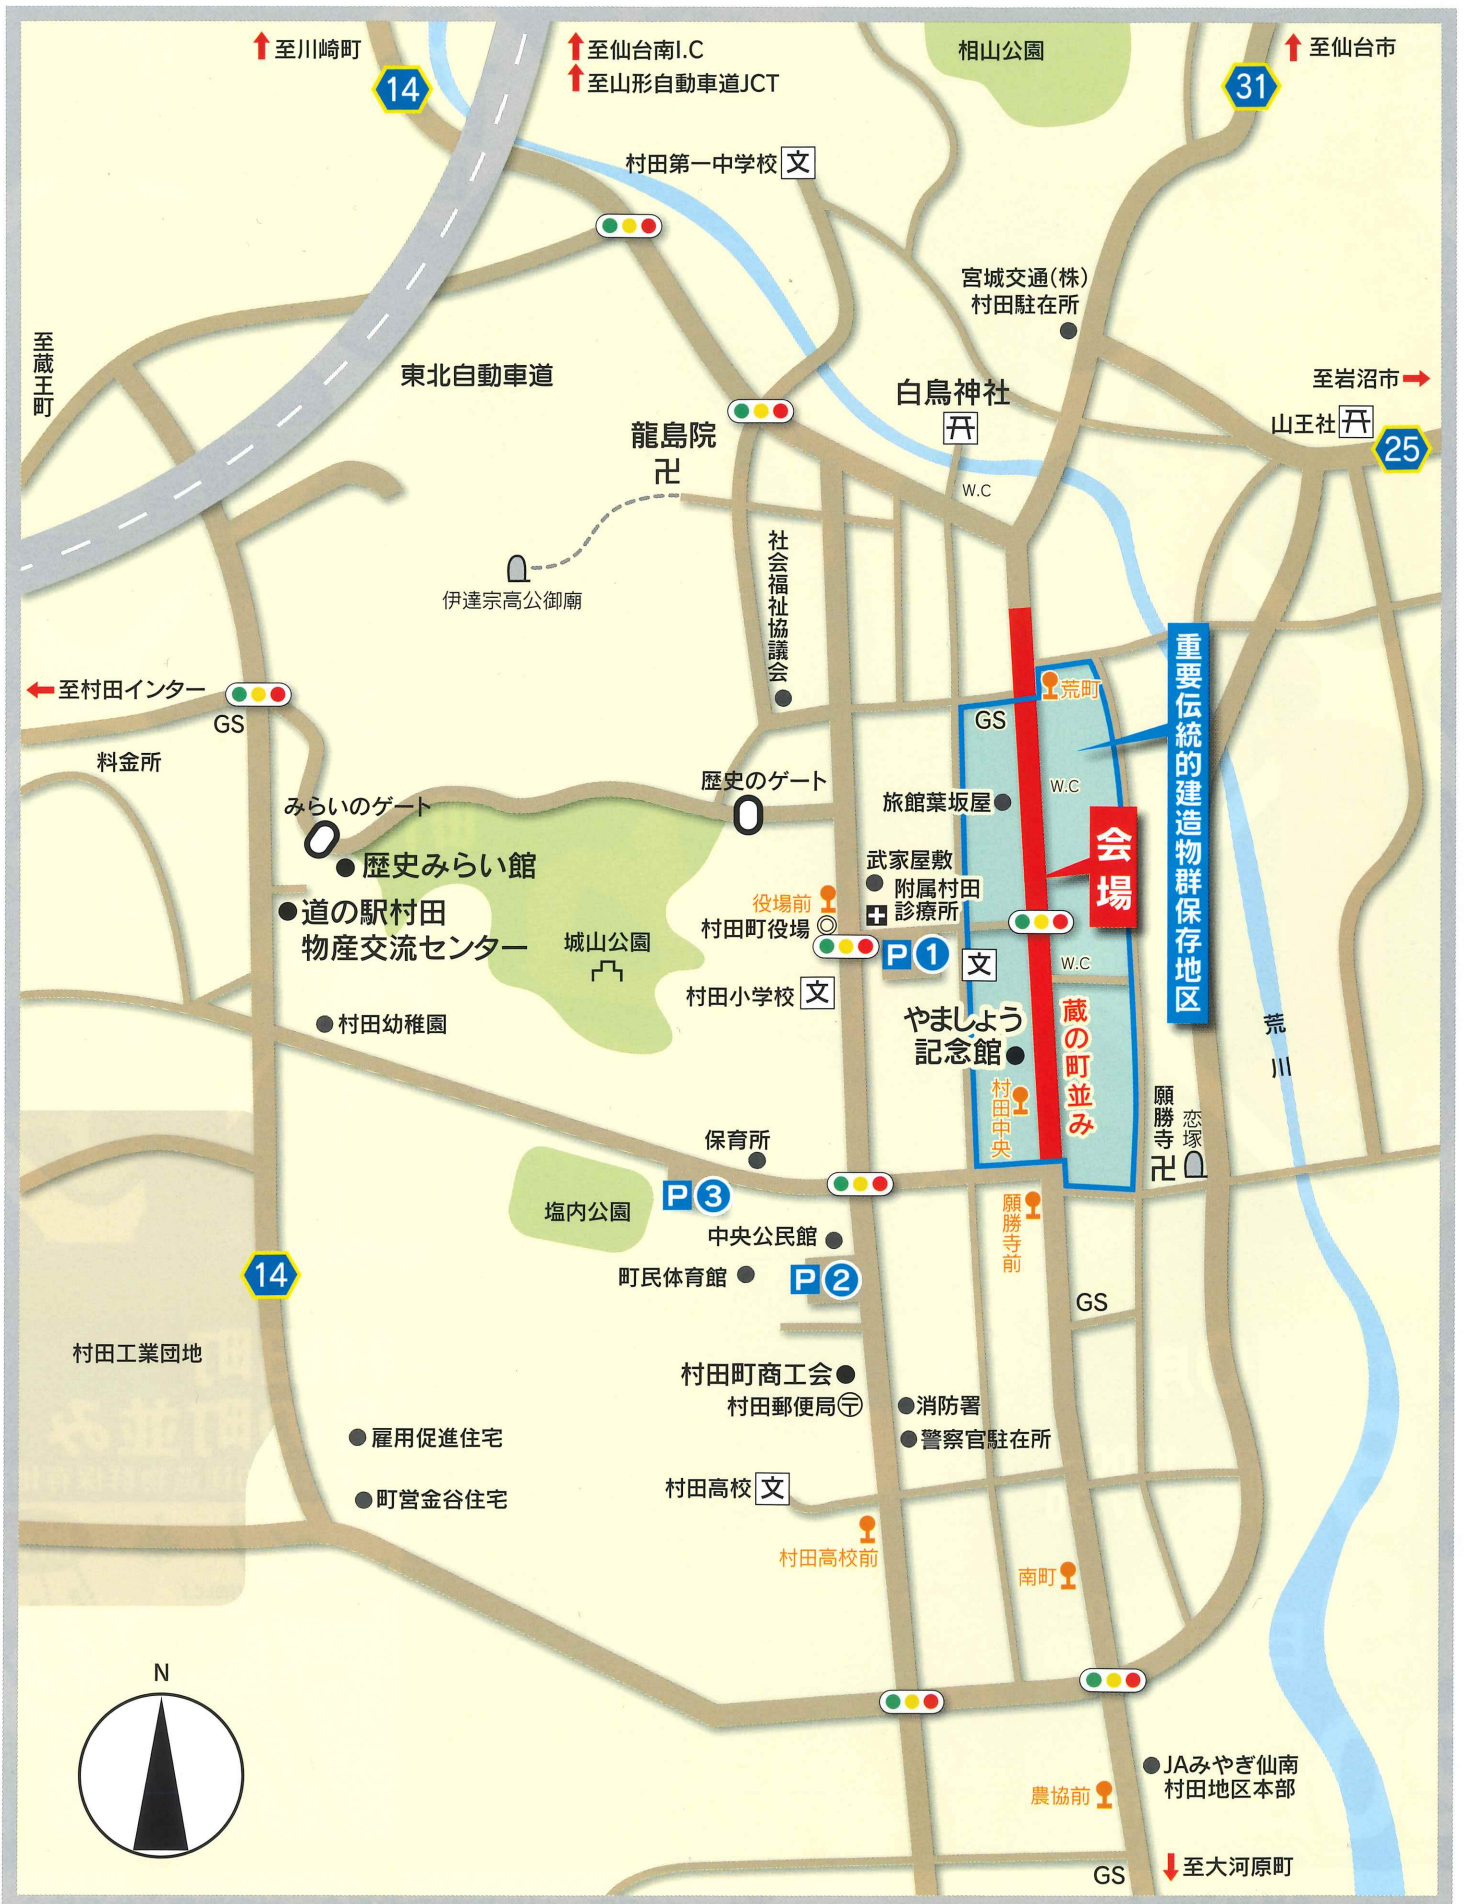 至川崎町
14
至仙台南I.C
至山形自動車道JCT
相山公園
31
至仙台市
村田第一中学校
文
宮城交通(株)
村田駐在所
至蔵王町
東北自動車道
至岩沼市
山王社
25
白鳥神社
W.C
龍島院
卍
伊達宗高公御廟
社会福祉協議会
至村田インター
GS
料金所
荒町
GS
重要伝統的建造物群保存地区
みらいのゲート
歴史のゲート
W.C
旅館葉坂屋
会場
歴史みらい館
武家屋敷
附属村田
診療所
役場前
村田町役場
道の駅村田
物産交流センター
城山公園
P 1
文
W.C
村田小学校
文
やましょう
記念館
蔵の町並み
村田幼稚園
荒川
村田中央
願勝寺
卍
恋塚
保育所
P 3
塩内公園
願勝寺前
中央公民館
町民体育館
P 2
14
GS
村田工業団地
村田町商工会
村田郵便局
〒
消防署
警察官駐在所
雇用促進住宅
町営金谷住宅
村田高校
文
村田高校前
南町
N
JAみやぎ仙南
村田地区本部
農協前
GS
至大河原町